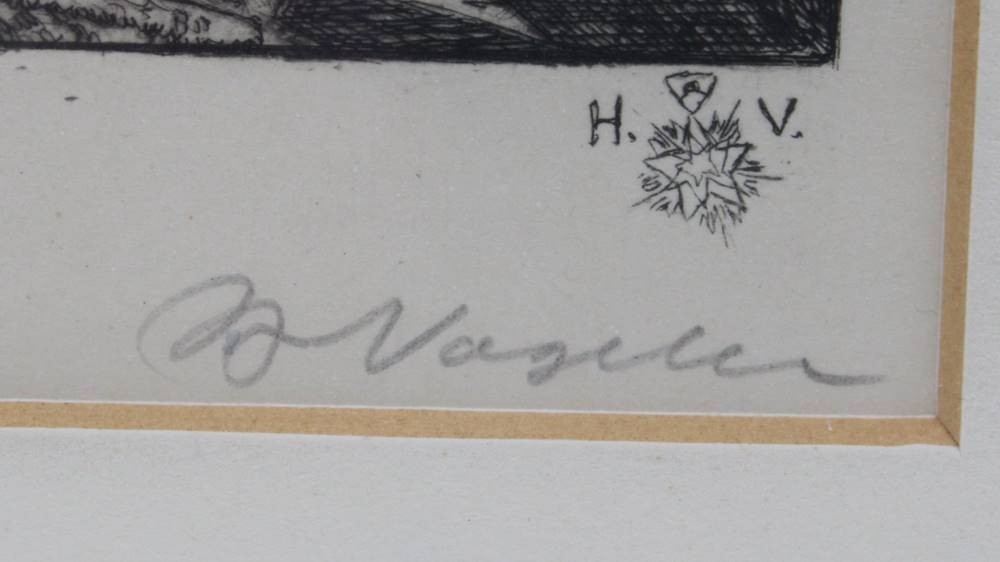 H. V.
H Vogeler